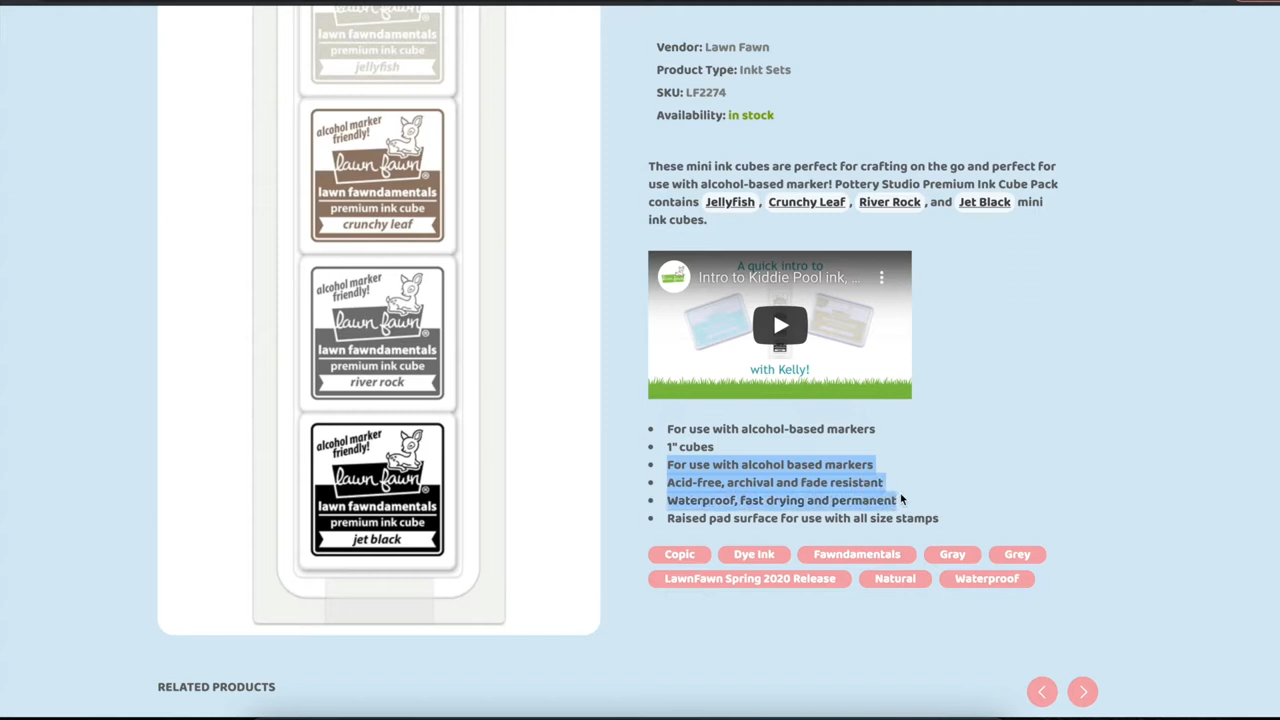 lawn fawndamentals
premium ink cube
jellyfish
alcohol marker
friendly!
lawn fawn®
lawn fawndamentals
premium ink cube
crunchy leaf
alcohol marker
friendly!
lawn fawn®
lawn fawndamentals
premium ink cube
river rock
alcohol marker
friendly!
lawn fawn®
lawn fawndamentals
premium ink cube
jet black
Vendor: Lawn Fawn
Product Type: Inkt Sets
SKU: LF2274
Availability: in stock
These mini ink cubes are perfect for crafting on the go and perfect for
use with alcohol-based marker! Pottery Studio Premium Ink Cube Pack
contains Jellyfish , Crunchy Leaf , River Rock , and Jet Black mini
ink cubes.
A quick intro to
Intro to Kiddie Pool ink, ...
with Kelly!
• For use with alcohol-based markers
• 1" cubes
• For use with alcohol based markers
• Acid-free, archival and fade resistant
• Waterproof, fast drying and permanent
• Raised pad surface for use with all size stamps
Copic Dye Ink Fawndamentals Gray Grey
LawnFawn Spring 2020 Release Natural Waterproof
RELATED PRODUCTS